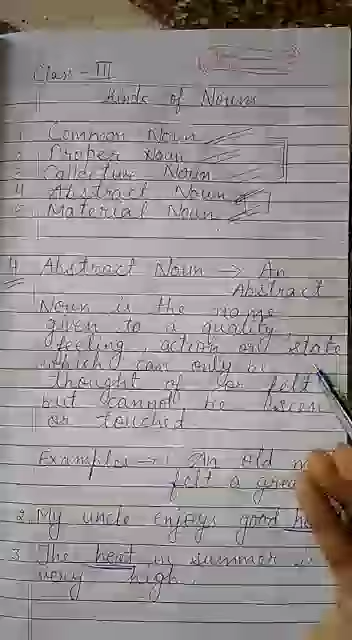 Class - III
Kinds of Nouns
1. Common Noun
2. Proper Noun
3. Collective Noun
4. Abstract Noun
5. Material Noun
4 Abstract Noun → An
Abstract
Noun is the name
given to a quality
feeling, action or state
which can only be
thought of or felt
but cannot be seen
or touched
Examples → 1. An old
felt a great
2. My uncle enjoys good
3. The heat in summer is
very high.